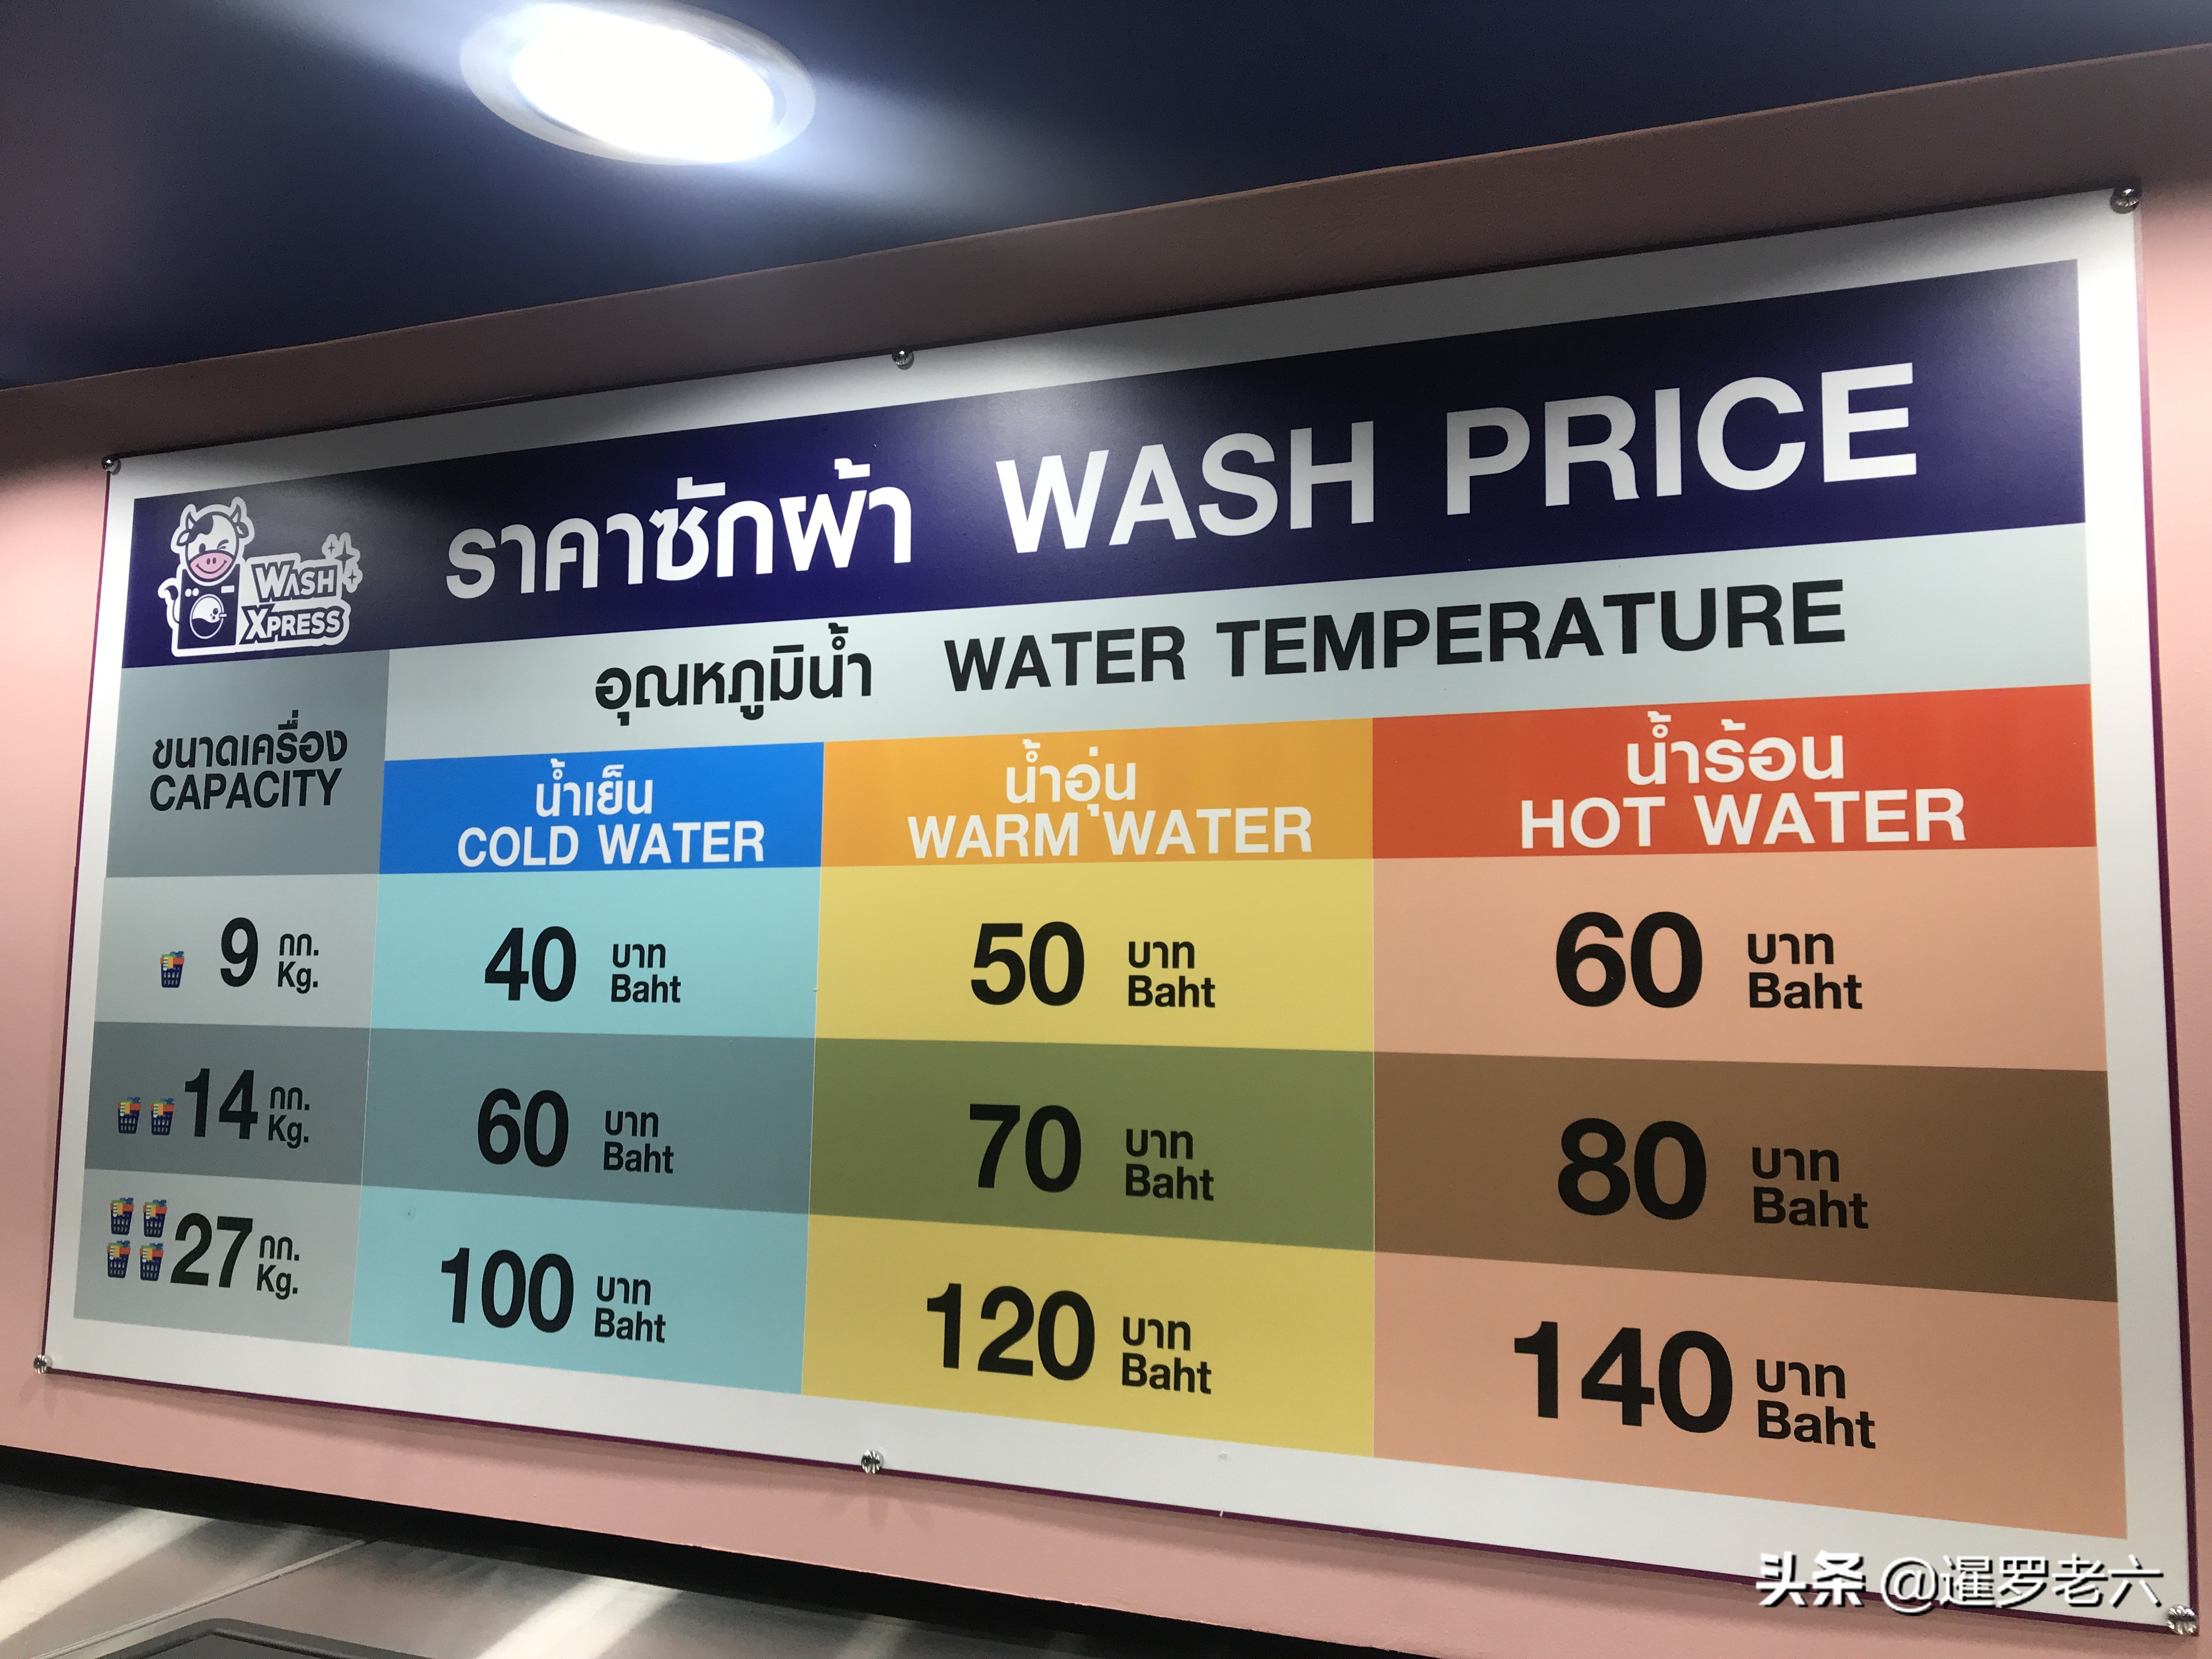 WASH
XPRESS
ราคาซักผ้า WASH PRICE
อุณหภูมิน้ำ WATER TEMPERATURE
ขนาดเครื่อง
CAPACITY
น้ำเย็น
COLD WATER
น้ำอุ่น
WARM WATER
น้ำร้อน
HOT WATER
9 กก.
Kg.
40 บาท
Baht
50 บาท
Baht
60 บาท
Baht
14 กก.
Kg.
60 บาท
Baht
70 บาท
Baht
80 บาท
Baht
27 กก.
Kg.
100 บาท
Baht
120 บาท
Baht
140 บาท
Baht
头条 @暹罗老六